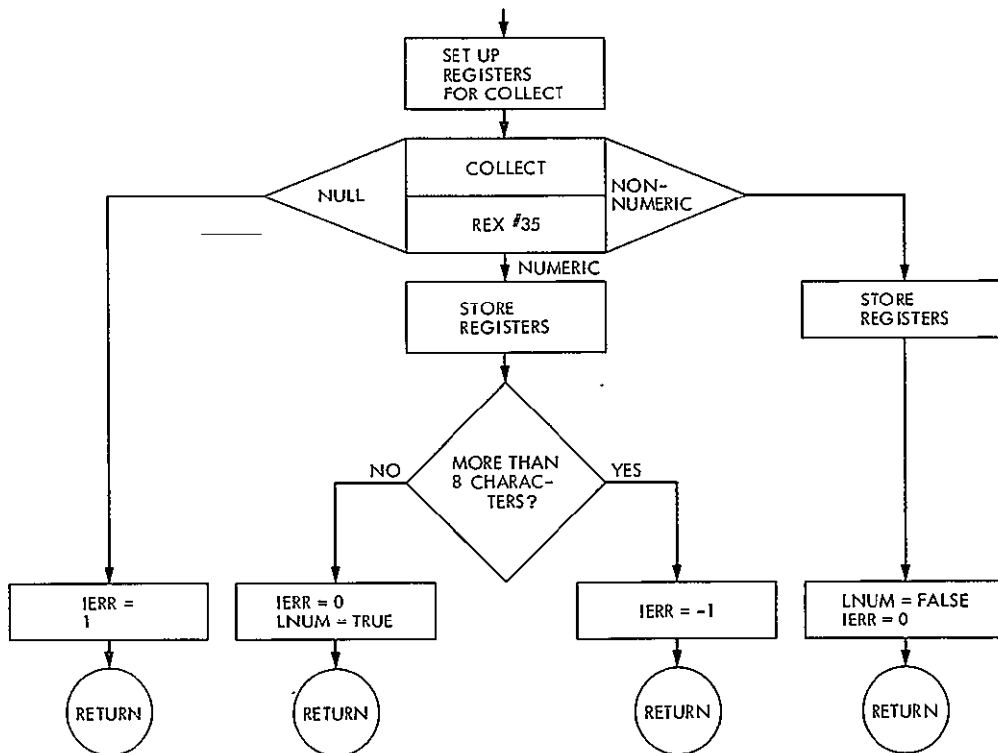 SET UP
REGISTERS
FOR COLLECT
COLLECT
NULL
NON-
NUMERIC
REX #35
NUMERIC
STORE
REGISTERS
STORE
REGISTERS
NO
MORE THAN
8 CHARAC-
TERS?
YES
IERR =
1
IERR = 0
LNUM = TRUE
IERR = -1
LNUM = FALSE
IERR = 0
RETURN
RETURN
RETURN
RETURN